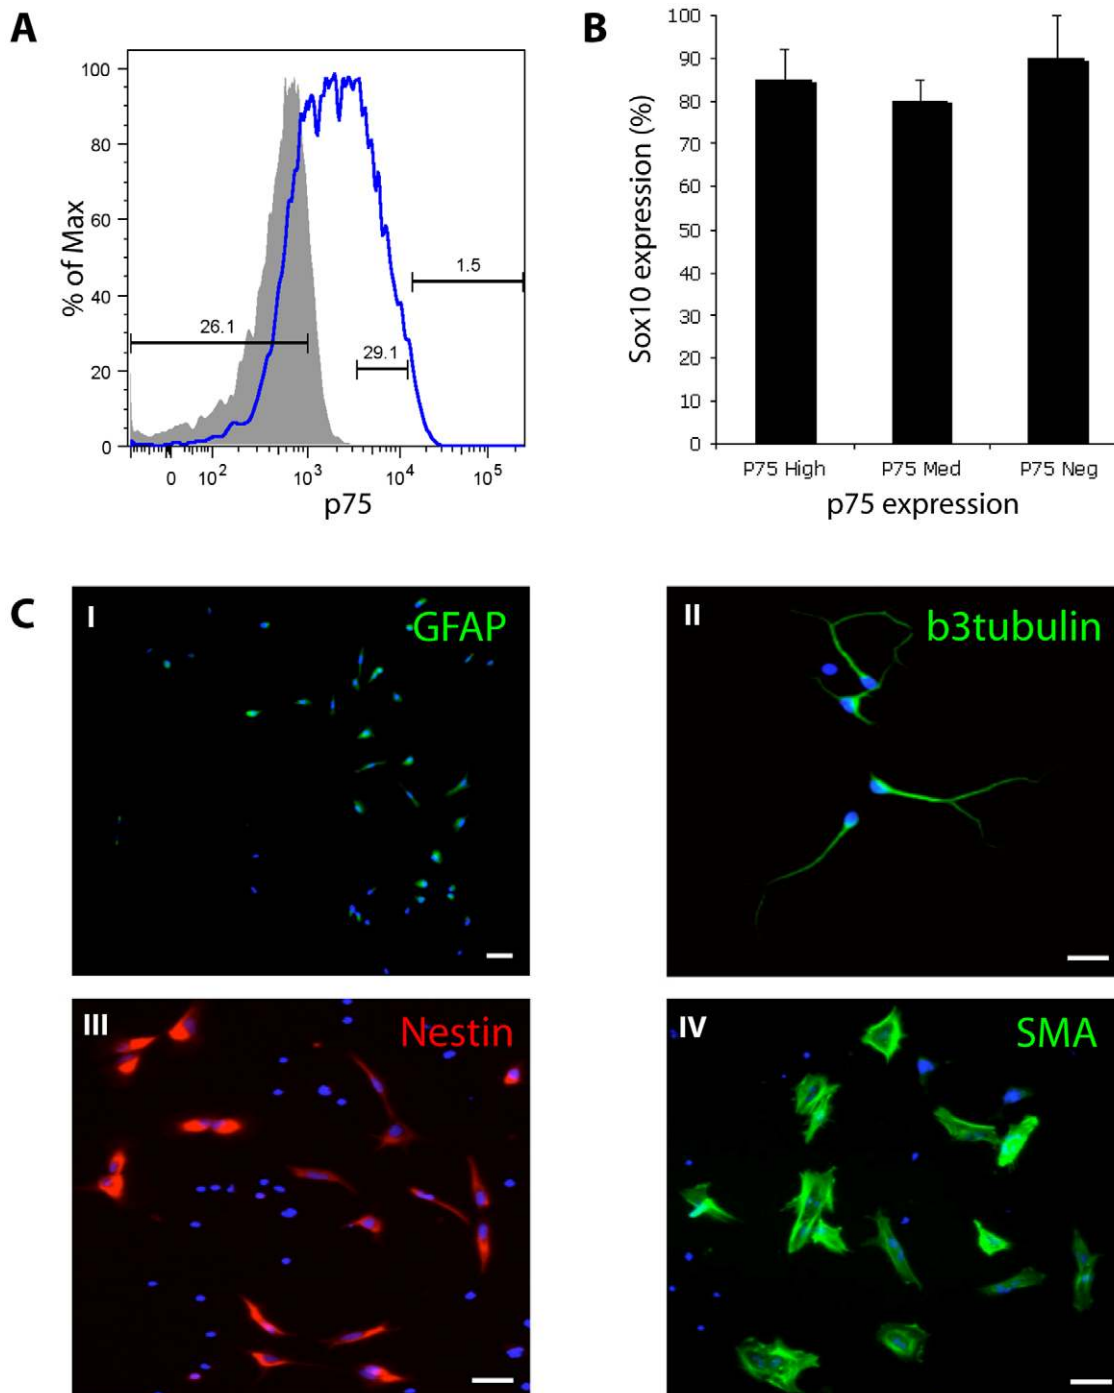 A
% of Max
100
80
60
40
20
0
1.5
26.1
29.1
0 10² 10³ 10⁴ 10⁵
p75
B
Sox10 expression (%)
100
90
80
70
60
50
40
30
20
10
0
P75 High P75 Med P75 Neg
p75 expression
C
I GFAP
II b3tubulin
III Nestin
IV SMA